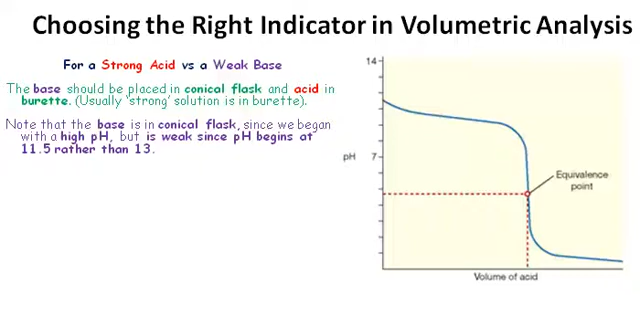 Choosing the Right Indicator in Volumetric Analysis
For a Strong Acid vs a Weak Base
The base should be placed in conical flask and acid in
burette. (Usually 'strong' solution is in burette).
Note that the base is in conical flask, since we began
with a high pH, but is weak since pH begins at
11.5 rather than 13.
14
pH
7
Equivalence
point
Volume of acid